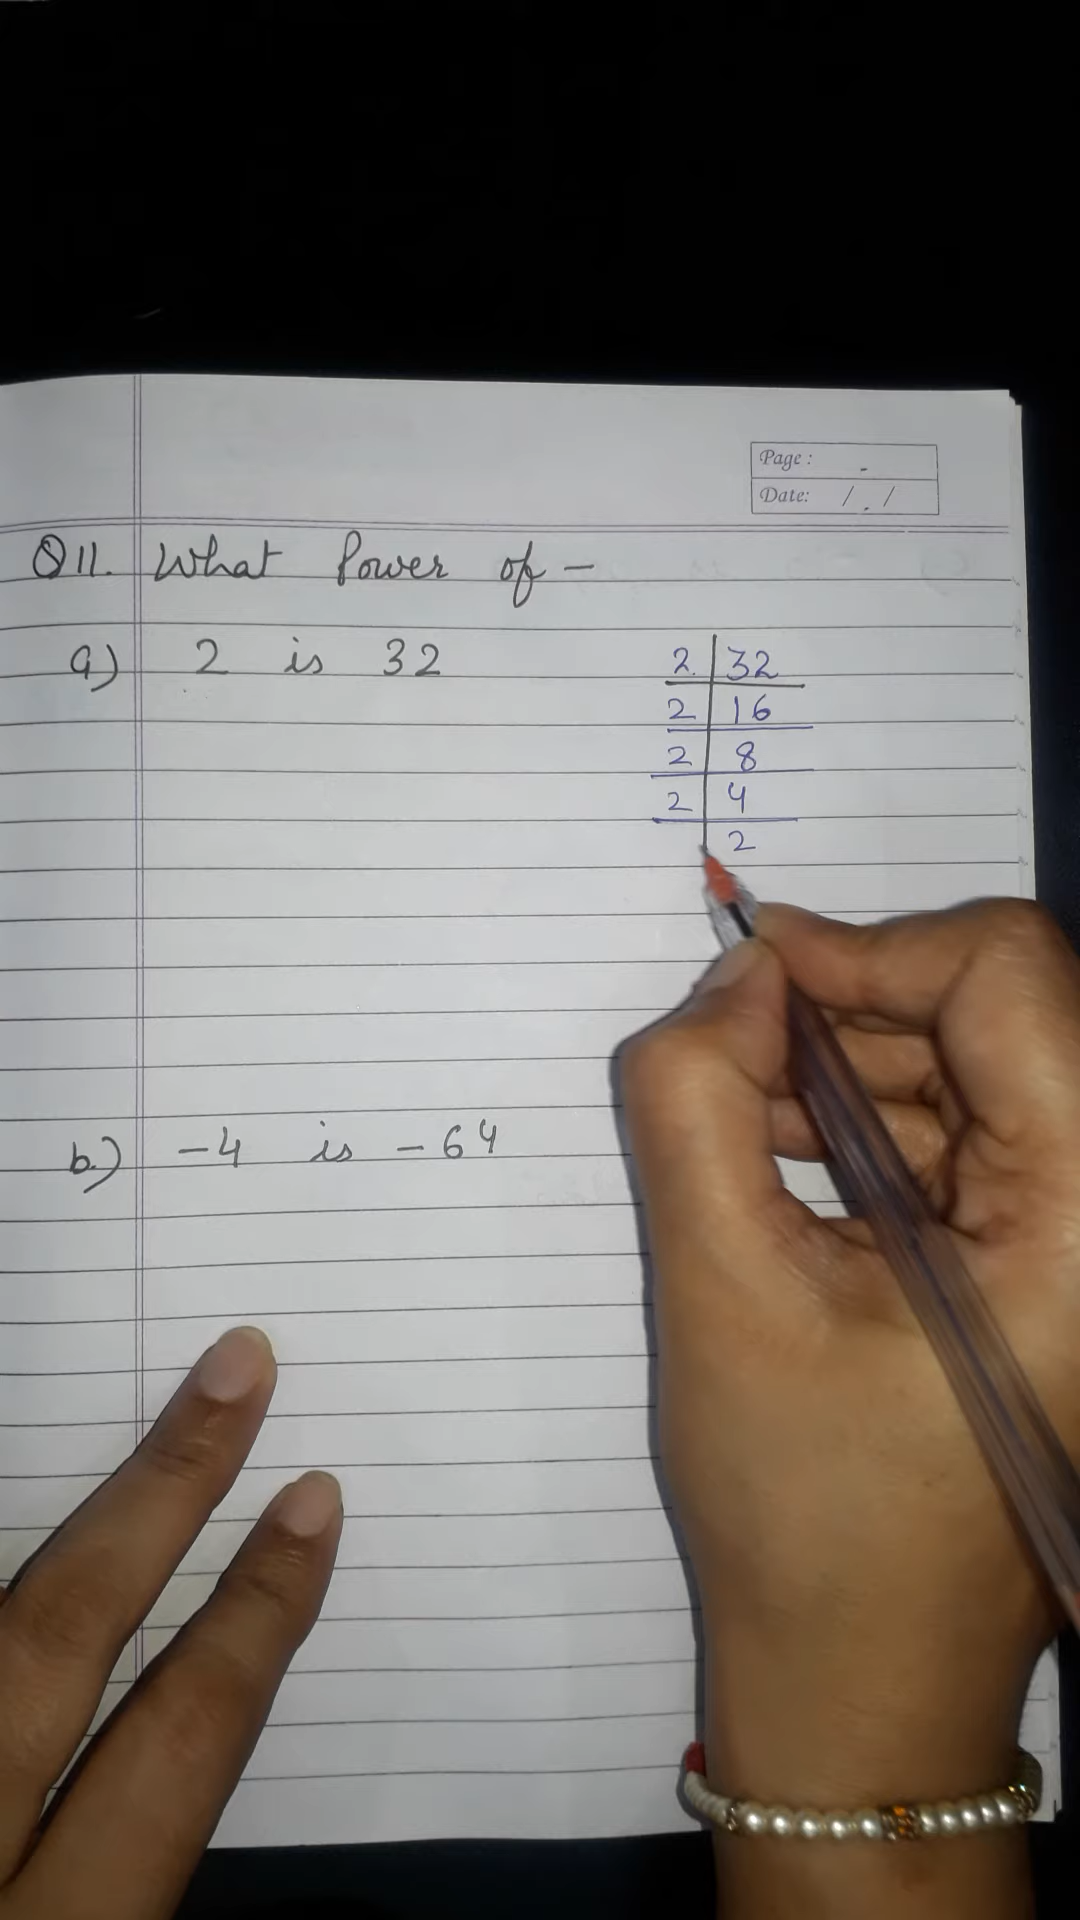 Page :
Date: / /
Q11. What Power of -
a) 2 is 32
2 | 32
2 | 16
2 | 8
2 | 4
| 2
b.) -4 is -64